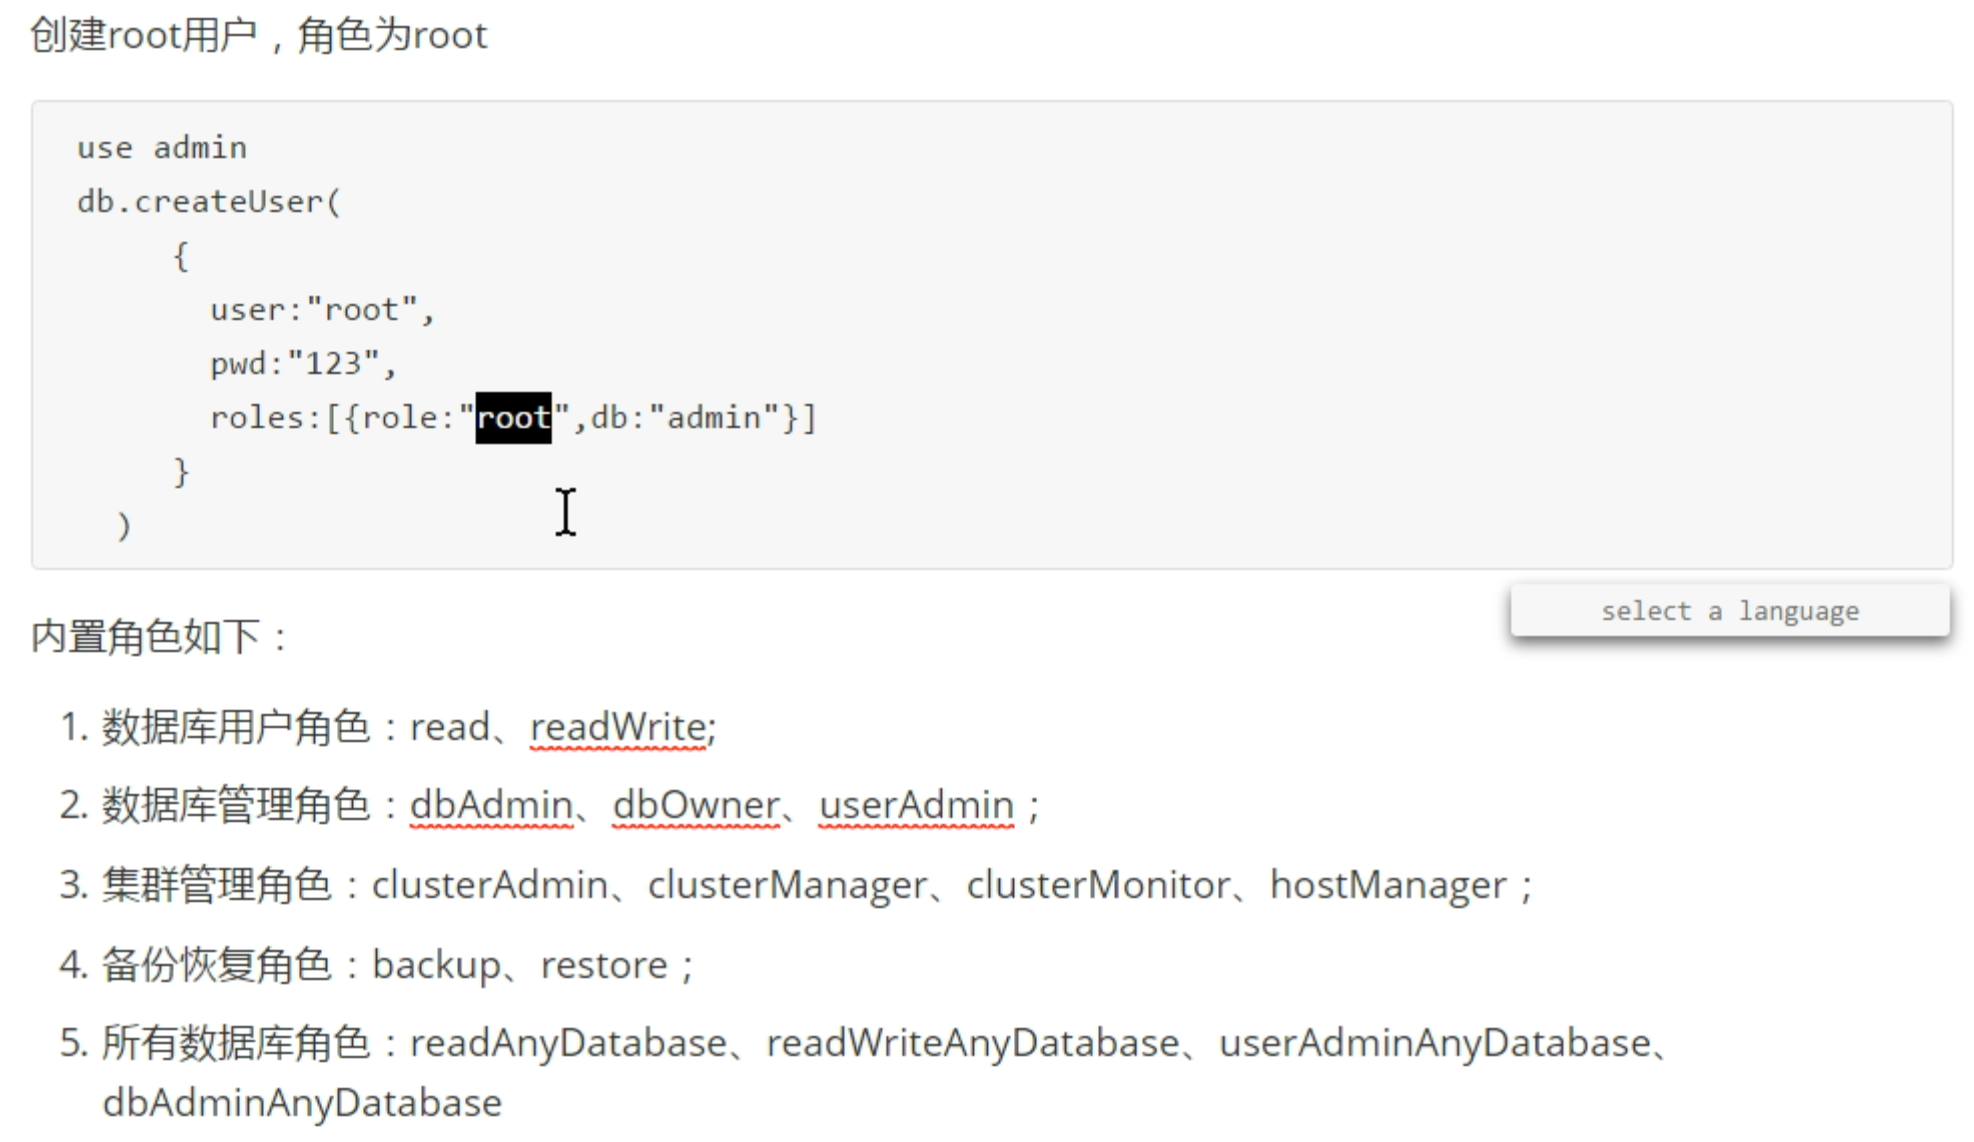 创建root用户，角色为root
use admin
db.createUser(
{
user:"root",
pwd:"123",
roles:[{role:"root",db:"admin"}]
}
)
select a language
内置角色如下：
1. 数据库用户角色：read、readWrite;
2. 数据库管理角色：dbAdmin、dbOwner、userAdmin；
3. 集群管理角色：clusterAdmin、clusterManager、clusterMonitor、hostManager；
4. 备份恢复角色：backup、restore；
5. 所有数据库角色：readAnyDatabase、readWriteAnyDatabase、userAdminAnyDatabase、
dbAdminAnyDatabase